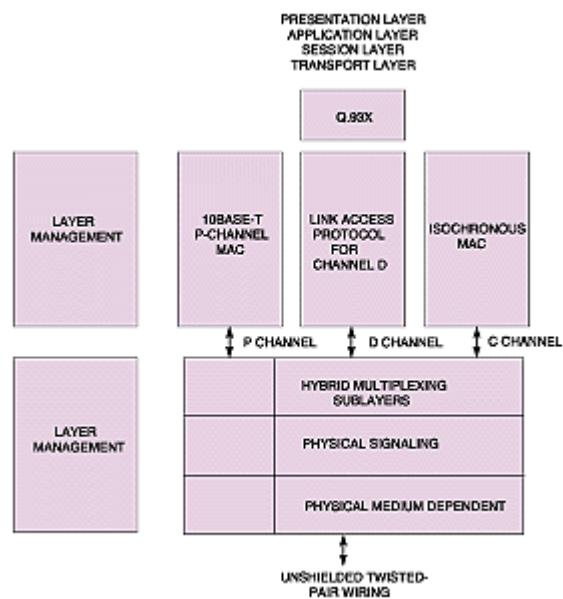 PRESENTATION LAYER
APPLICATION LAYER
SESSION LAYER
TRANSPORT LAYER
Q.93X
LAYER
MANAGEMENT
10BASE-T
P-CHANNEL
MAC
LINK ACCESS
PROTOCOL
FOR
CHANNEL D
ISOCHRONOUS
MAC
P CHANNEL
D CHANNEL
C CHANNEL
LAYER
MANAGEMENT
HYBRID MULTIPLEXING
SUBLAYERS
PHYSICAL SIGNALING
PHYSICAL MEDIUM DEPENDENT
UNSHIELDED TWISTED-
PAIR WIRING